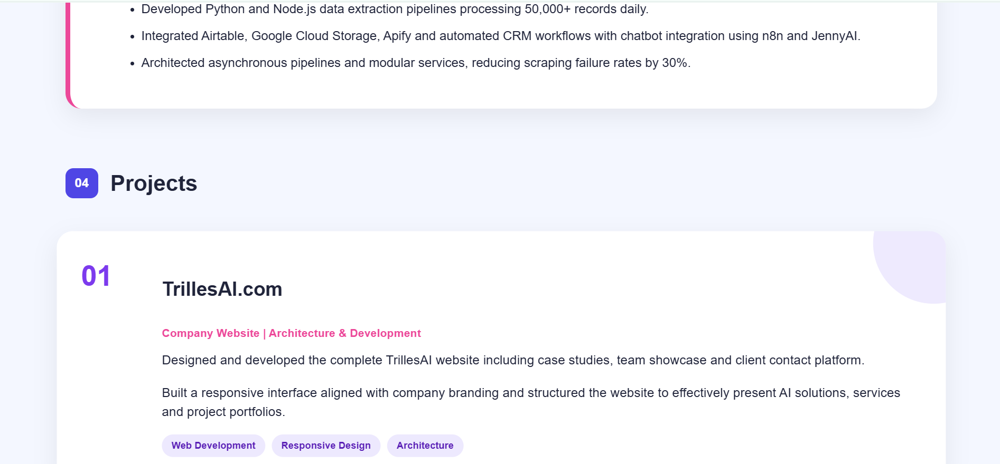 Developed Python and Node.js data extraction pipelines processing 50,000+ records daily.
Integrated Airtable, Google Cloud Storage, Apify and automated CRM workflows with chatbot integration using n8n and JennyAI.
Architected asynchronous pipelines and modular services, reducing scraping failure rates by 30%.
04 Projects
01
TrillesAI.com
Company Website | Architecture & Development
Designed and developed the complete TrillesAI website including case studies, team showcase and client contact platform.
Built a responsive interface aligned with company branding and structured the website to effectively present AI solutions, services
and project portfolios.
Web Development Responsive Design Architecture